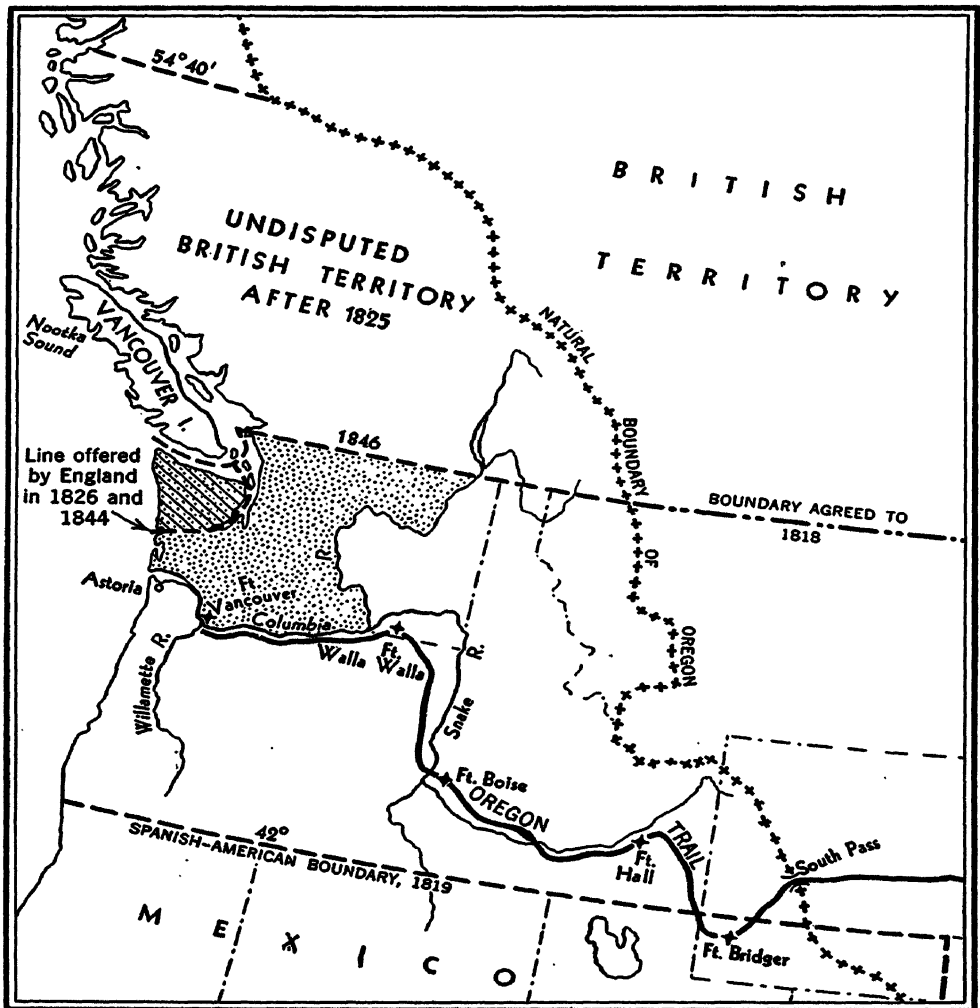 54°40'
BRITISH
TERRITORY
UNDISPUTED
BRITISH TERRITORY
AFTER 1825
NATURAL
BOUNDARY
OF
OREGON
VANCOUVER I.
Nootka
Sound
1846
Line offered
by England
in 1826 and
1844
BOUNDARY AGREED TO
1818
Astoria
Ft.
Vancouver
Columbia
R.
Walla
Ft.
Walla
R.
Willamette R.
Snake
Ft. Boise
OREGON
TRAIL
Ft.
Hall
South Pass
42°
SPANISH-AMERICAN BOUNDARY, 1819
Ft. Bridger
MEXICO